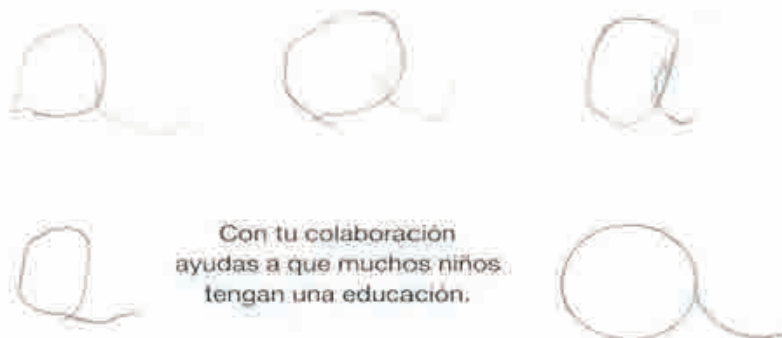 Con tu colaboración
ayudas a que muchos niños
tengan una educación.